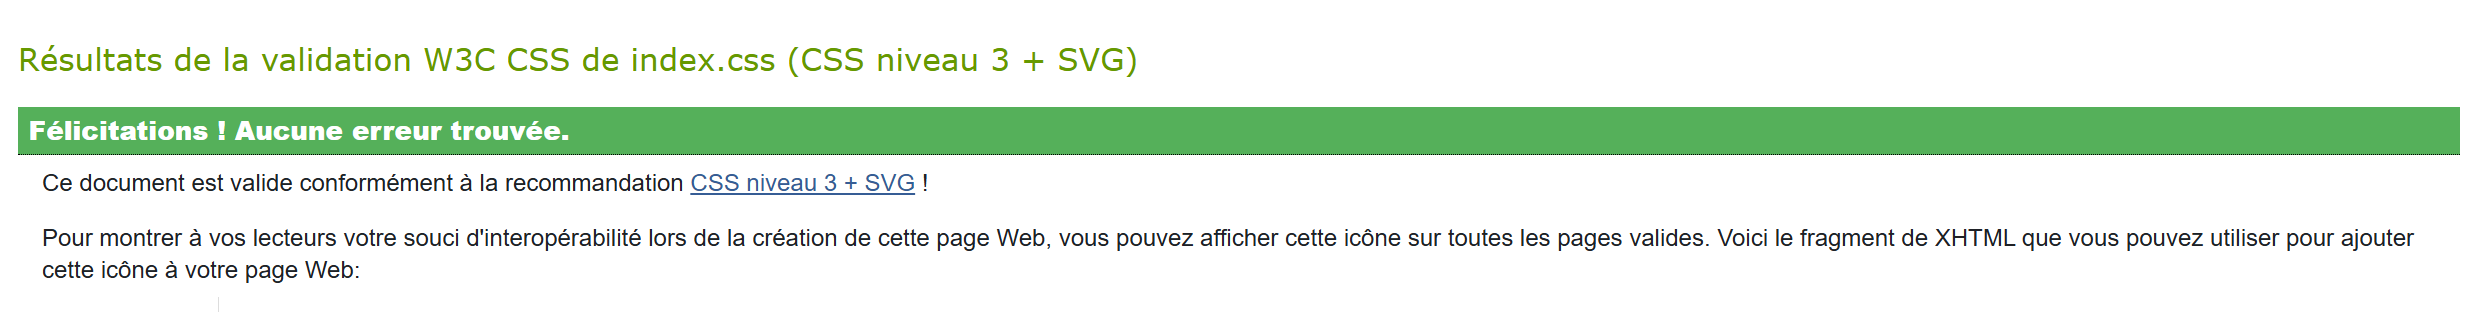 Résultats de la validation W3C CSS de index.css (CSS niveau 3 + SVG)
Félicitations ! Aucune erreur trouvée.
Ce document est valide conformément à la recommandation CSS niveau 3 + SVG !
Pour montrer à vos lecteurs votre souci d'interopérabilité lors de la création de cette page Web, vous pouvez afficher cette icône sur toutes les pages valides. Voici le fragment de XHTML que vous pouvez utiliser pour ajouter
cette icône à votre page Web: